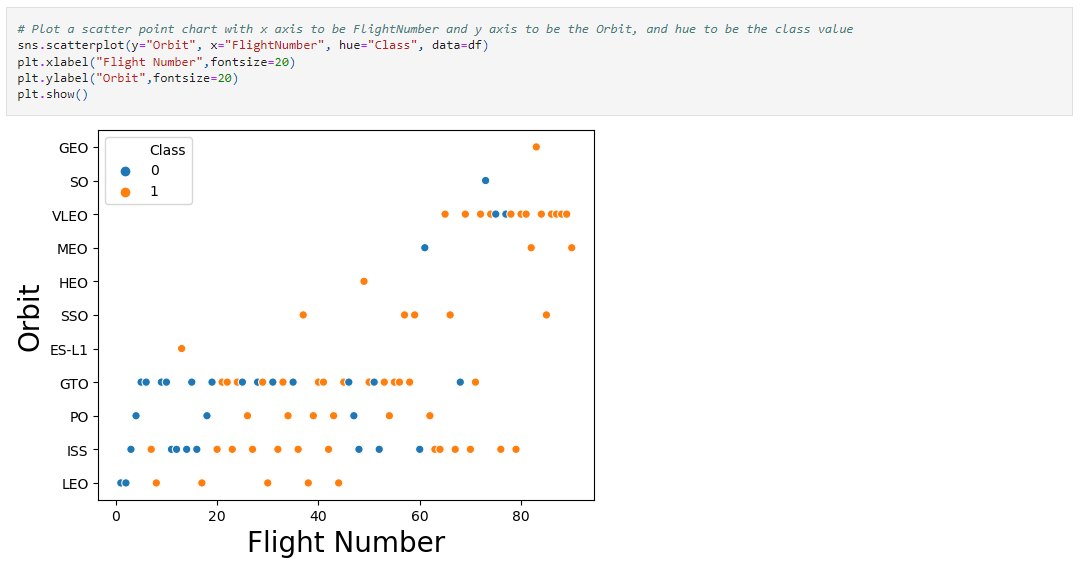 # Plot a scatter point chart with x axis to be FlightNumber and y axis to be the Orbit, and hue to be the class value
sns.scatterplot(y="Orbit", x="FlightNumber", hue="Class", data=df)
plt.xlabel("Flight Number",fontsize=20)
plt.ylabel("Orbit",fontsize=20)
plt.show()
Class
0
1
GEO
SO
VLEO
MEO
HEO
SSO
ES-L1
GTO
PO
ISS
LEO
Orbit
0 20 40 60 80
Flight Number